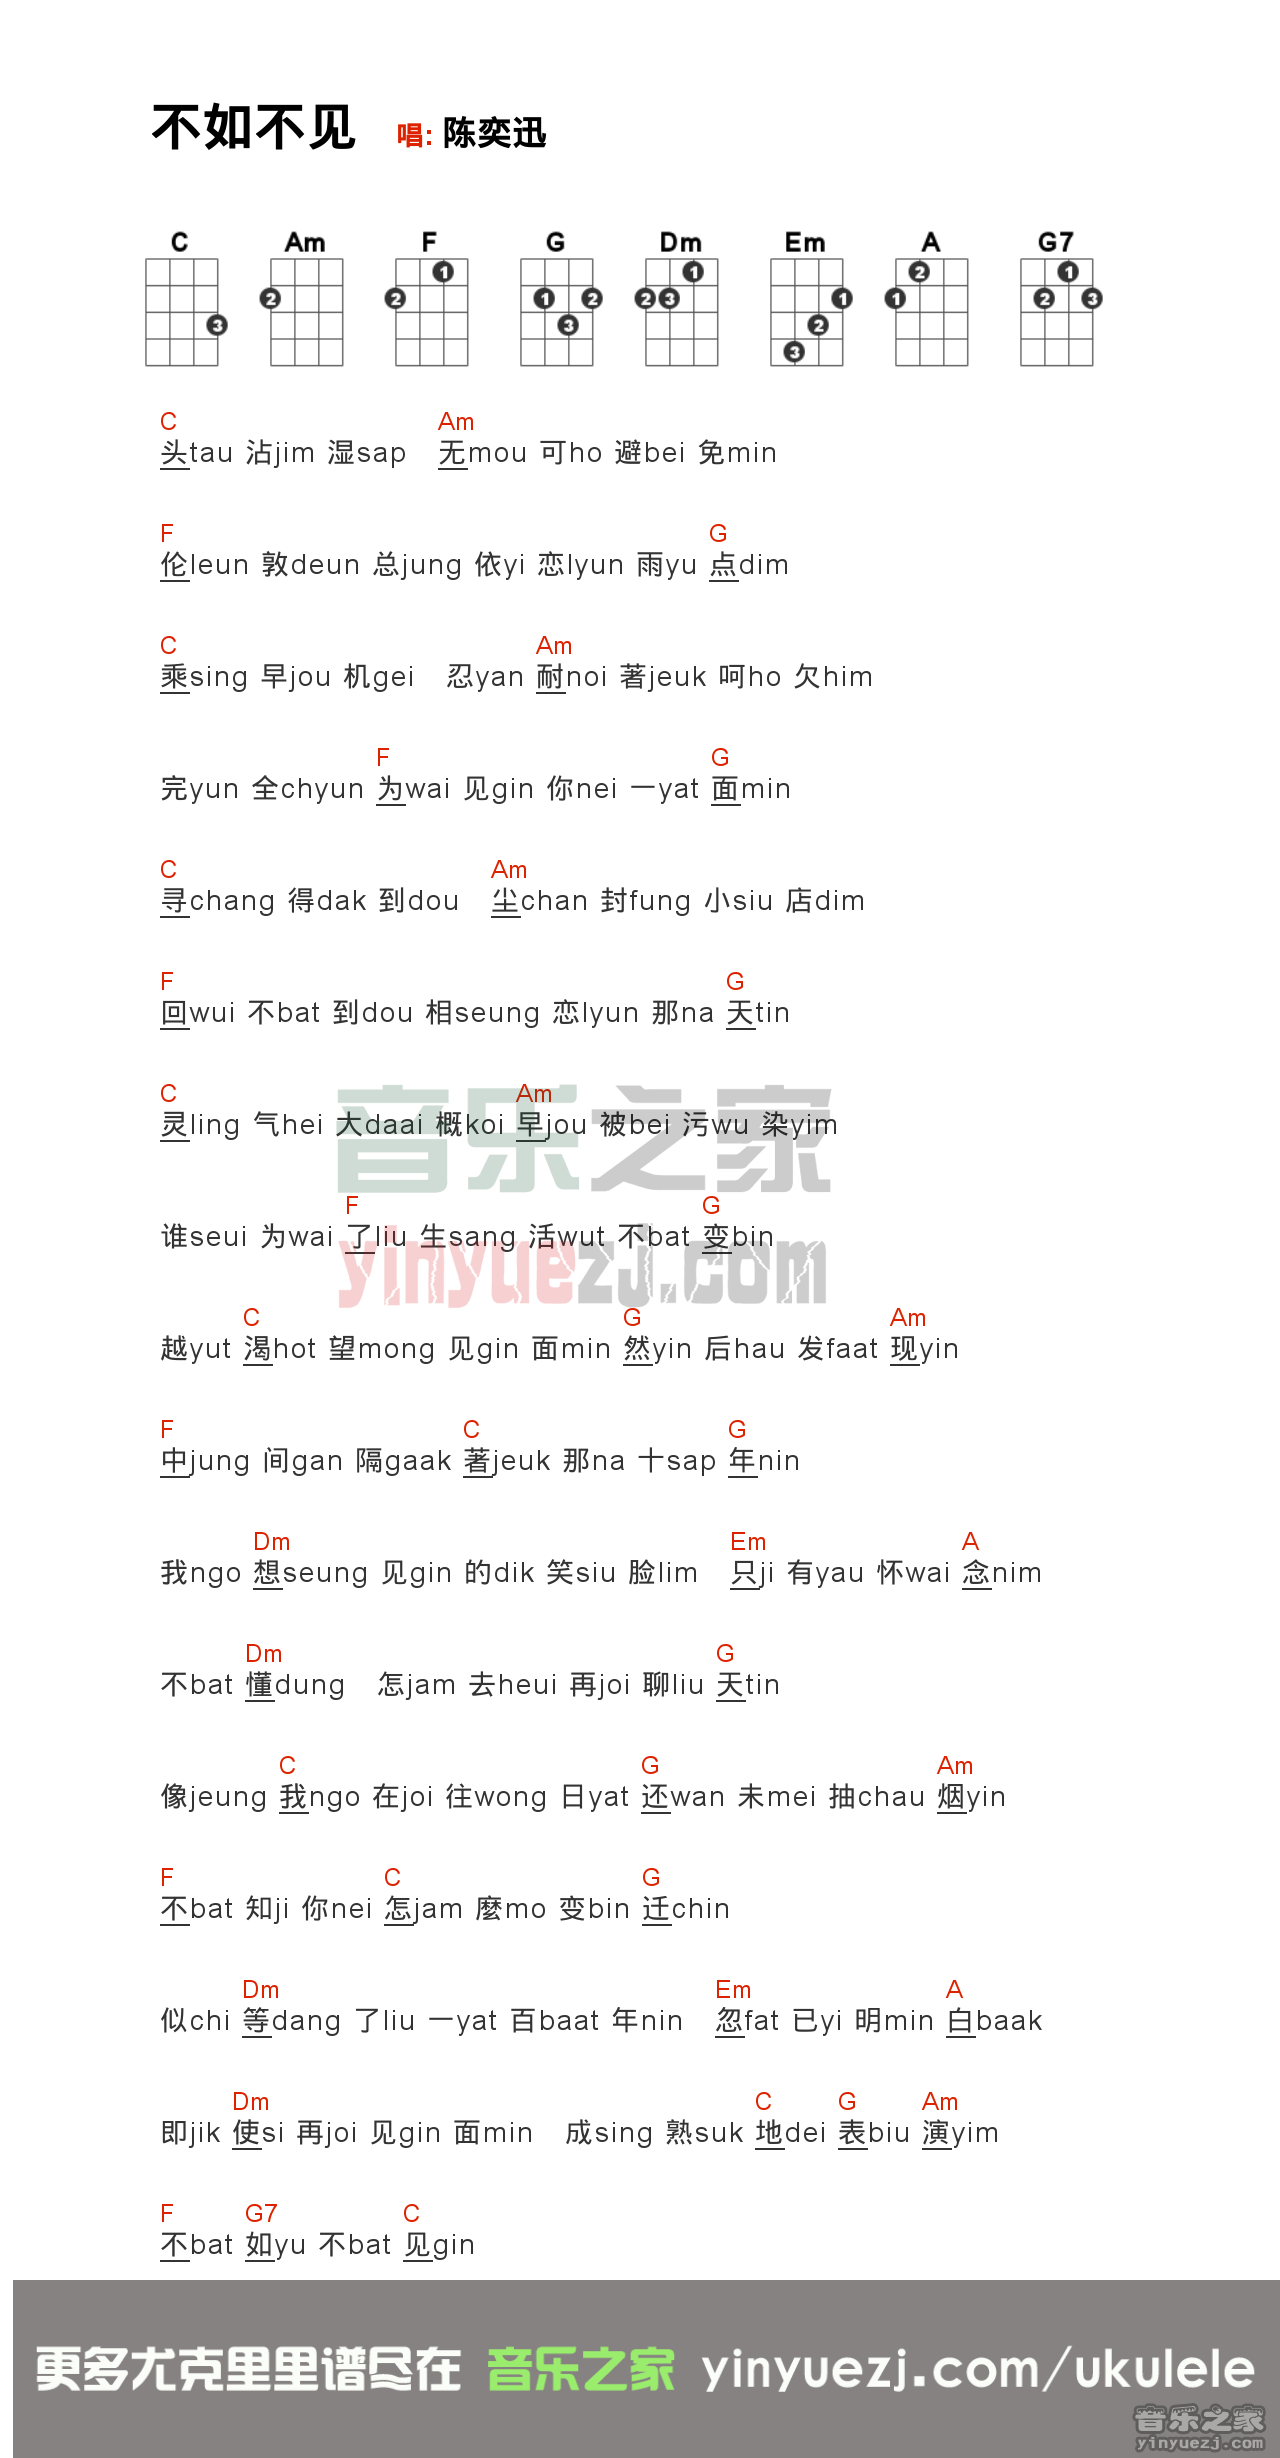 不如不见 唱: 陈奕迅
C Am F G Dm Em A G7
3 2 2 1 1 2 3 2 3 1 1 2 3 1 2 1 2 3
C Am
头tau 沾jim 湿sap 无mou 可ho 避bei 免min
F G
伦leun 敦deun 总jung 依yi 恋lyun 雨yu 点dim
C Am
乘sing 早jou 机gei 忍yan 耐noi 著jeuk 呵ho 欠him
F G
完yun 全chyun 为wai 见gin 你nei 一yat 面min
C Am
寻chang 得dak 到dou 尘chan 封fung 小siu 店dim
F G
回wui 不bat 到dou 相seung 恋lyun 那na 天tin
C Am
灵ling 气hei 大daai 概koi 早jou 被bei 污wu 染yim
音乐之家
F G
谁seui 为wai 了liu 生sang 活wut 不bat 变bin
yinyuezj.com
C G Am
越yut 渴hot 望mong 见gin 面min 然yin 后hau 发faat 现yin
F C G
中jung 间gan 隔gaak 著jeuk 那na 十sap 年nin
Dm Em A
我ngo 想seung 见gin 的dik 笑siu 脸lim 只ji 有yau 怀wai 念nim
Dm G
不bat 懂dung 怎jam 去heui 再joi 聊liu 天tin
C G Am
像jeung 我ngo 在joi 往wong 日yat 还wan 未mei 抽chau 烟yin
F C G
不bat 知ji 你nei 怎jam 麼mo 变bin 迁chin
Dm Em A
似chi 等dang 了liu 一yat 百baat 年nin 忽fat 已yi 明min 白baak
Dm C G Am
即jik 使si 再joi 见gin 面min 成sing 熟suk 地dei 表biu 演yim
F G7 C
不bat 如yu 不bat 见gin
更多尤克里里谱尽在 音乐之家 yinyuezj.com/ukulele
音乐之家
yinyuezj.com